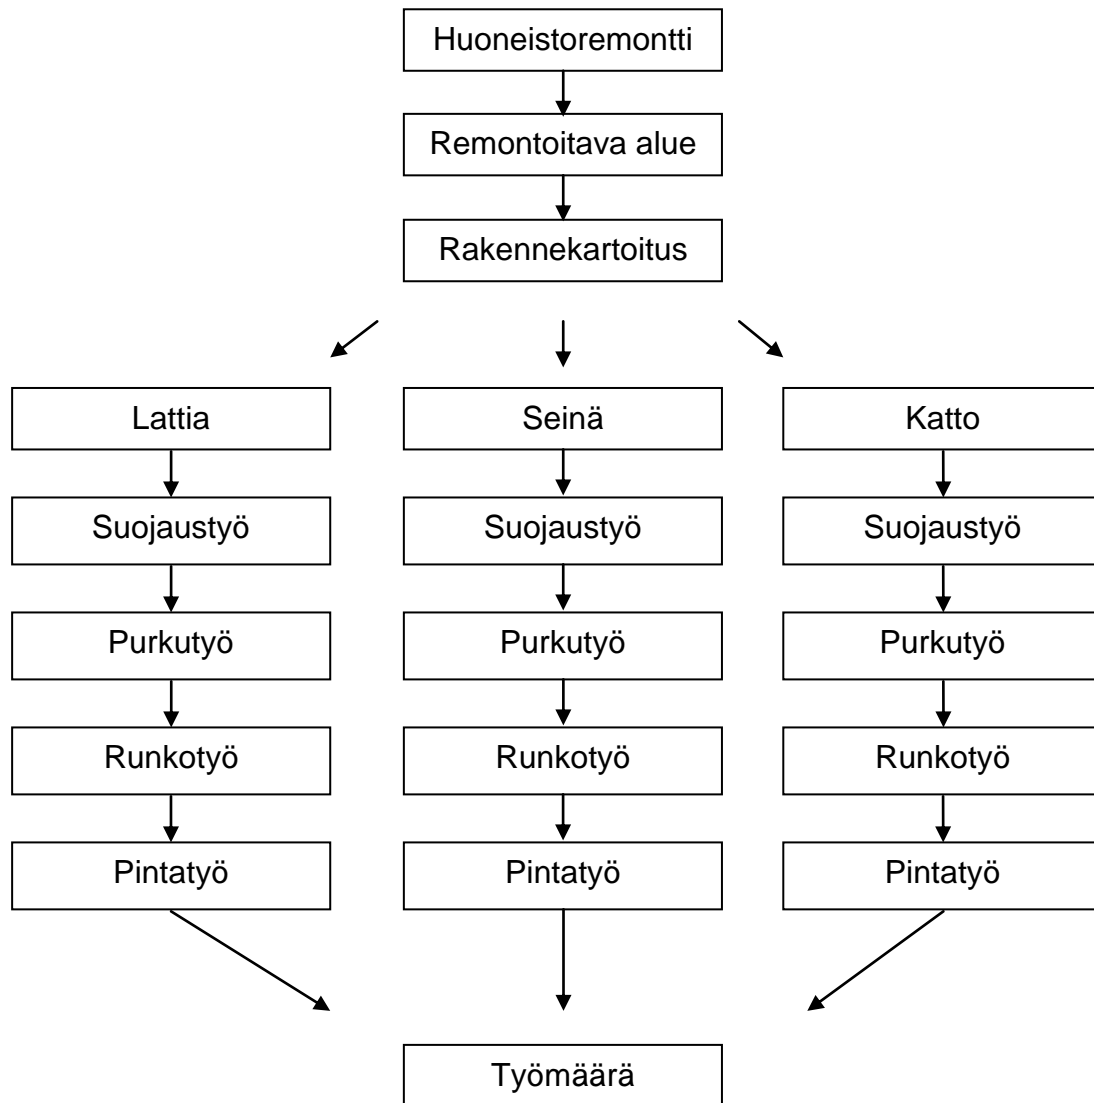 Huoneistoremontti
Remontoitava alue
Rakennekartoitus
Lattia
Seinä
Katto
Suojaustyö
Suojaustyö
Suojaustyö
Purkutyö
Purkutyö
Purkutyö
Runkotyö
Runkotyö
Runkotyö
Pintatyö
Pintatyö
Pintatyö
Työmäärä